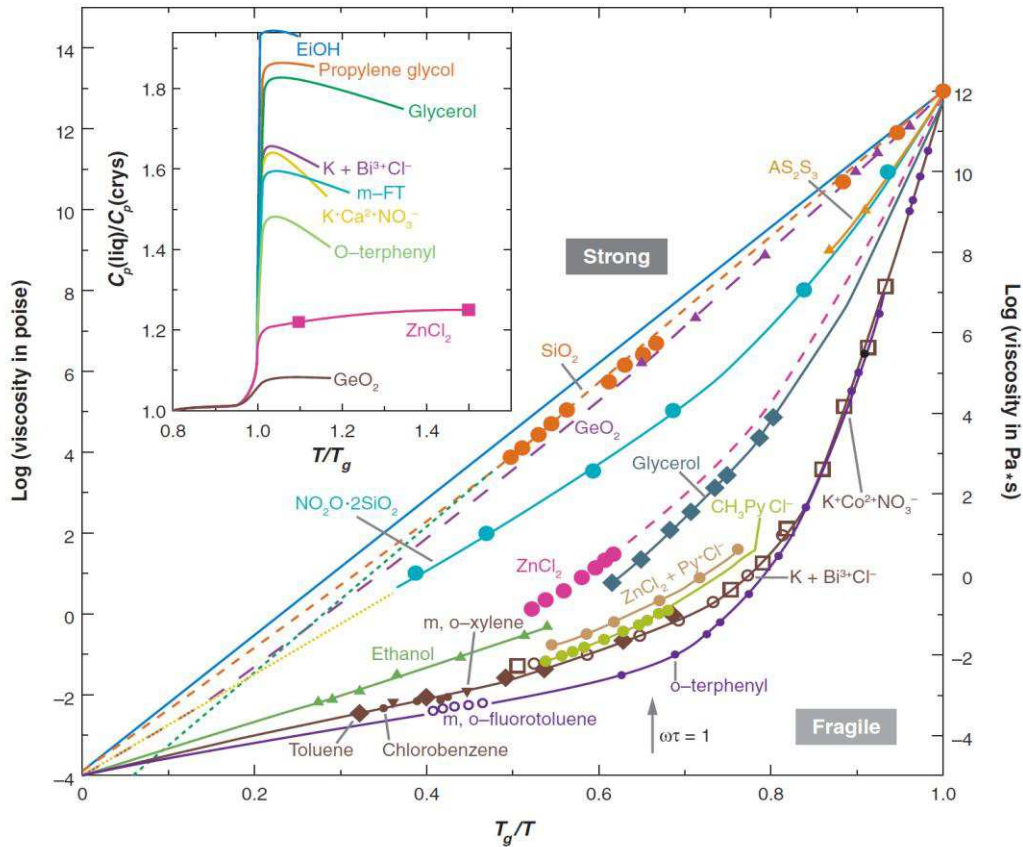 14
12
10
8
6
4
2
0
−2
−4
Log (viscosity in poise)
12
10
8
6
4
2
0
−2
−4
Log (viscosity in Pa*s)
0
0.2
0.4
0.6
0.8
1.0
Tg/T
1.8
1.6
1.4
1.2
1.0
Cp(liq)/Cp(crys)
0.8
1.0
1.2
1.4
T/Tg
EiOH
Propylene glycol
Glycerol
K + Bi³⁺Cl⁻
m–FT
K⁺Ca²⁺NO₃⁻
O–terphenyl
ZnCl₂
GeO₂
Strong
AS₂S₃
SiO₂
GeO₂
Glycerol
CH₃Py Cl⁻
K⁺Co²⁺NO₃⁻
NO₂O·2SiO₂
ZnCl₂
ZnCl₂ + Py⁺Cl⁻
K + Bi³⁺Cl⁻
m, o–xylene
Ethanol
o–terphenyl
m, o–fluorotoluene
Toluene
Chlorobenzene
ωτ = 1
Fragile